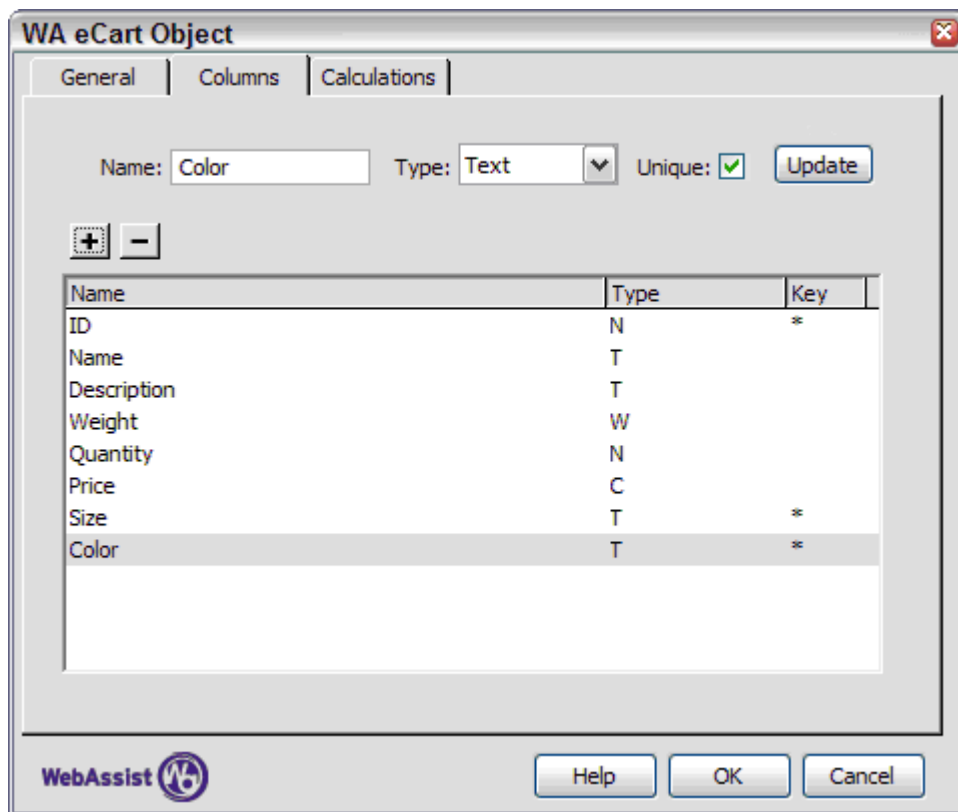 WA eCart Object
General Columns Calculations
Name: Color Type: Text Unique: Update
Name Type Key
ID N *
Name T
Description T
Weight W
Quantity N
Price C
Size T *
Color T *
WebAssist Help OK Cancel